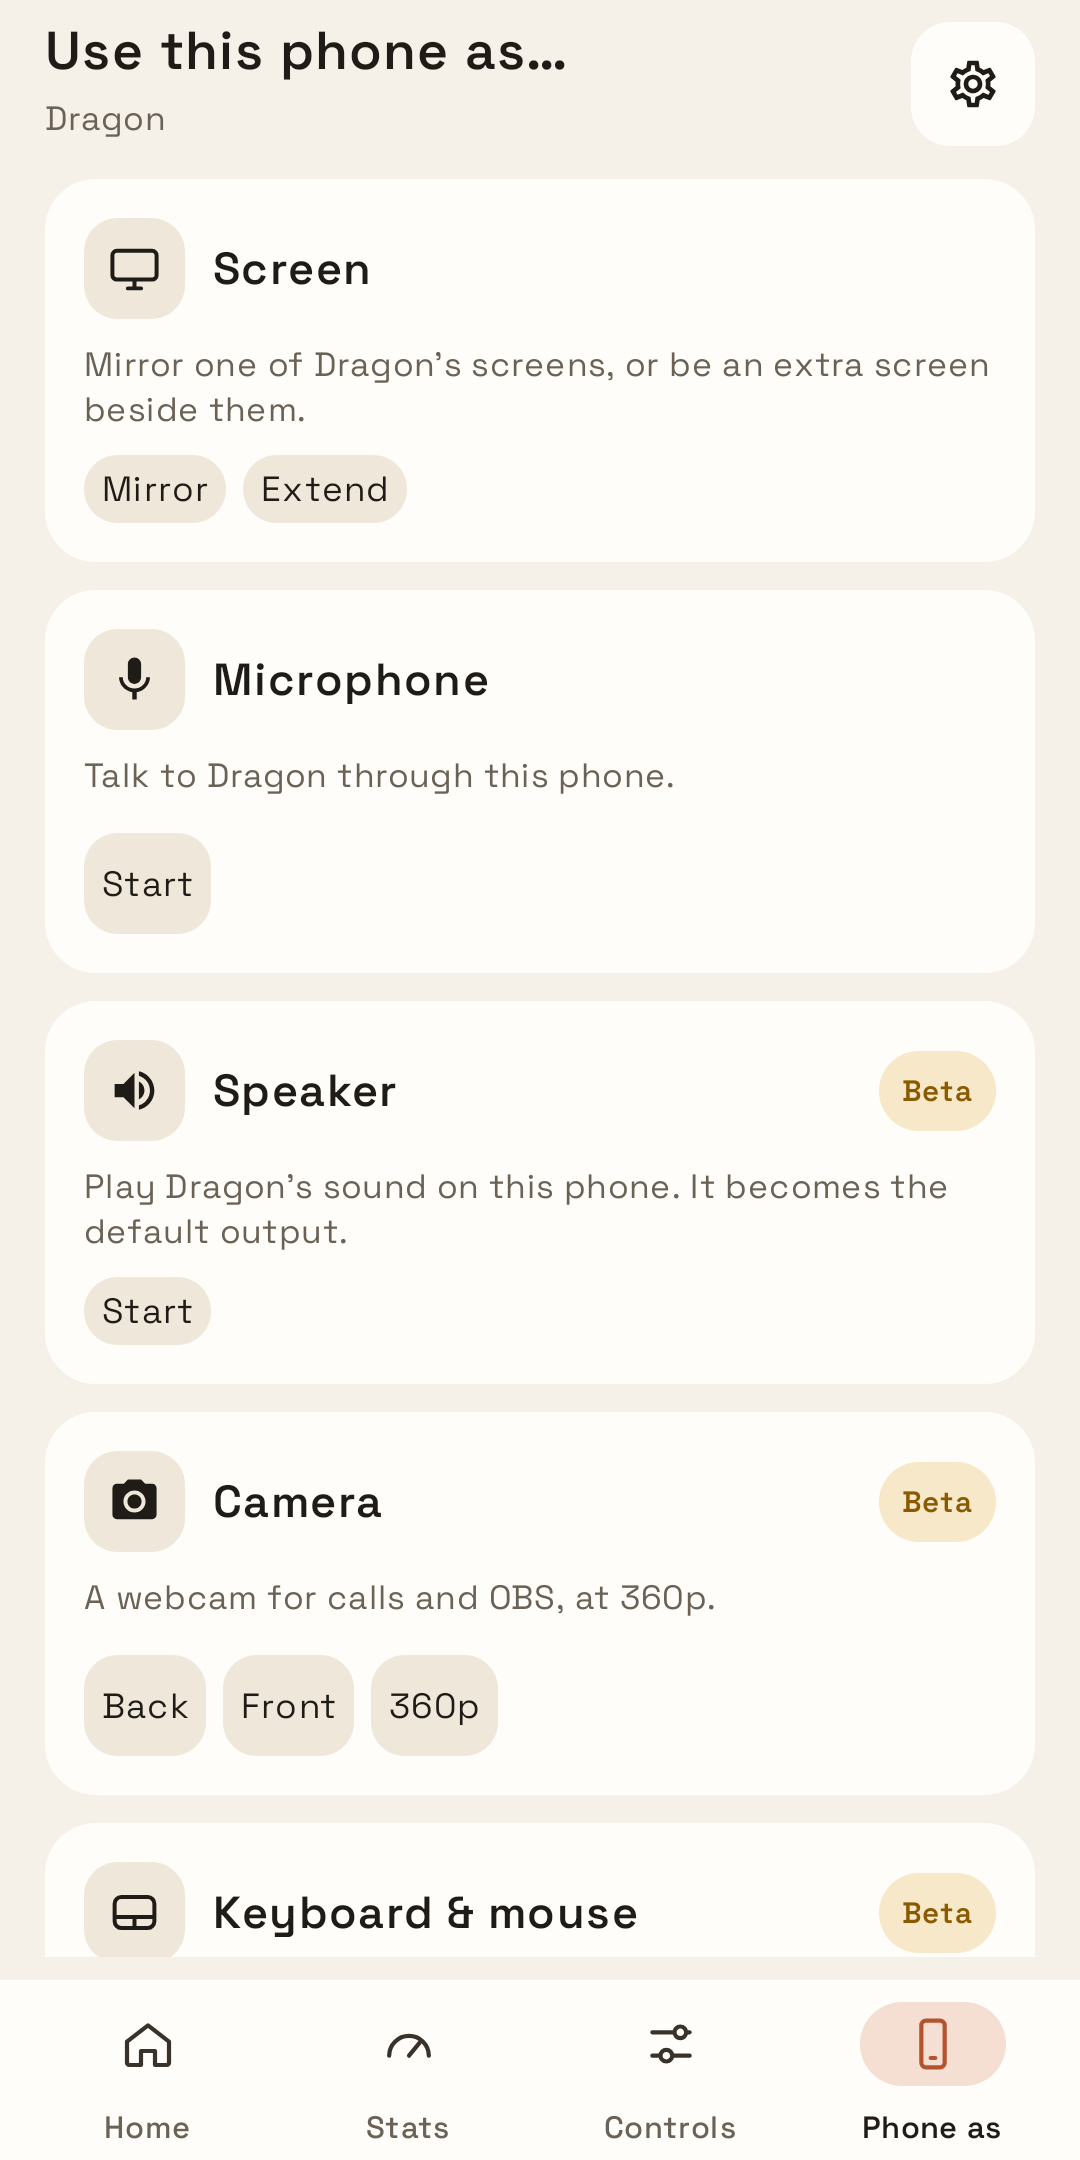 Use this phone as...
Dragon
Screen
Mirror one of Dragon's screens, or be an extra screen
beside them.
Mirror
Extend
Microphone
Talk to Dragon through this phone.
Start
Speaker
Beta
Play Dragon's sound on this phone. It becomes the
default output.
Start
Camera
Beta
A webcam for calls and OBS, at 360p.
Back
Front
360p
Keyboard & mouse
Beta
Home
Stats
Controls
Phone as